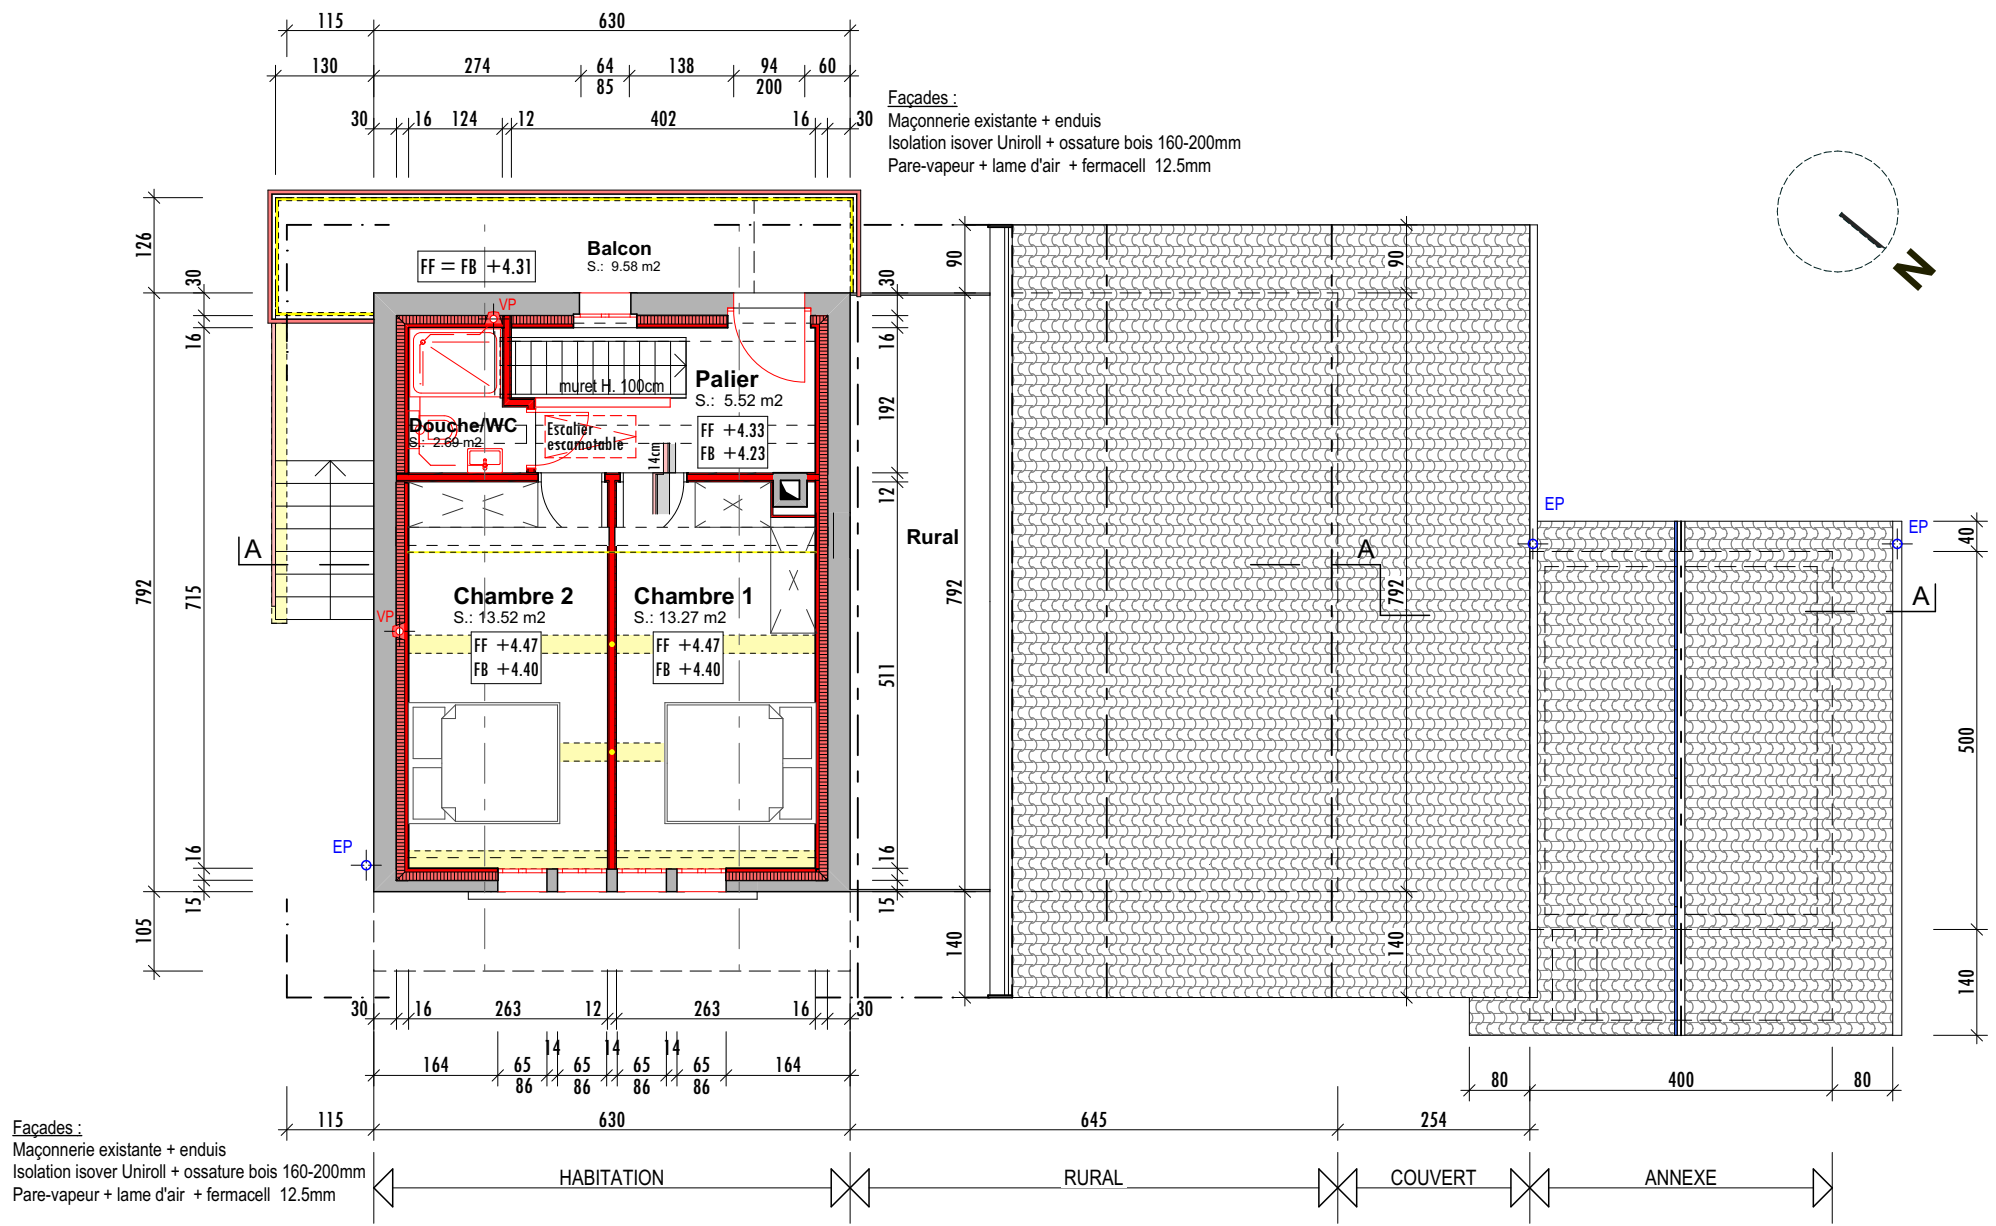 115 630
130 274 64 138 94 60
85 200
30 16 124 12 402 16 30
Façades :
Maçonnerie existante + enduis
Isolation isover Uniroll + ossature bois 160-200mm
Pare-vapeur + lame d'air + fermacell 12.5mm
N
126
30
16
792
715
16
15
105
Balcon
S.: 9.58 m2
FF = FB +4.31
VP
muret H. 100cm
Palier
S.: 5.52 m2
FF +4.33
FB +4.23
Douche/WC
S.: 2.69 m2
Escalier
escamotable
14cm
A
VP
Chambre 2
S.: 13.52 m2
FF +4.47
FB +4.40
Chambre 1
S.: 13.27 m2
FF +4.47
FB +4.40
EP
30
16
192
12
511
16
15
90
Rural
792
140
90
A
792
140
EP
EP
A
40
500
140
30 16 263 12 263 16 30
14 14 14
164 65 65 65 65 164
86 86 86 86
80 400 80
115 630 645 254
Façades :
Maçonnerie existante + enduis
Isolation isover Uniroll + ossature bois 160-200mm
Pare-vapeur + lame d'air + fermacell 12.5mm
HABITATION RURAL COUVERT ANNEXE